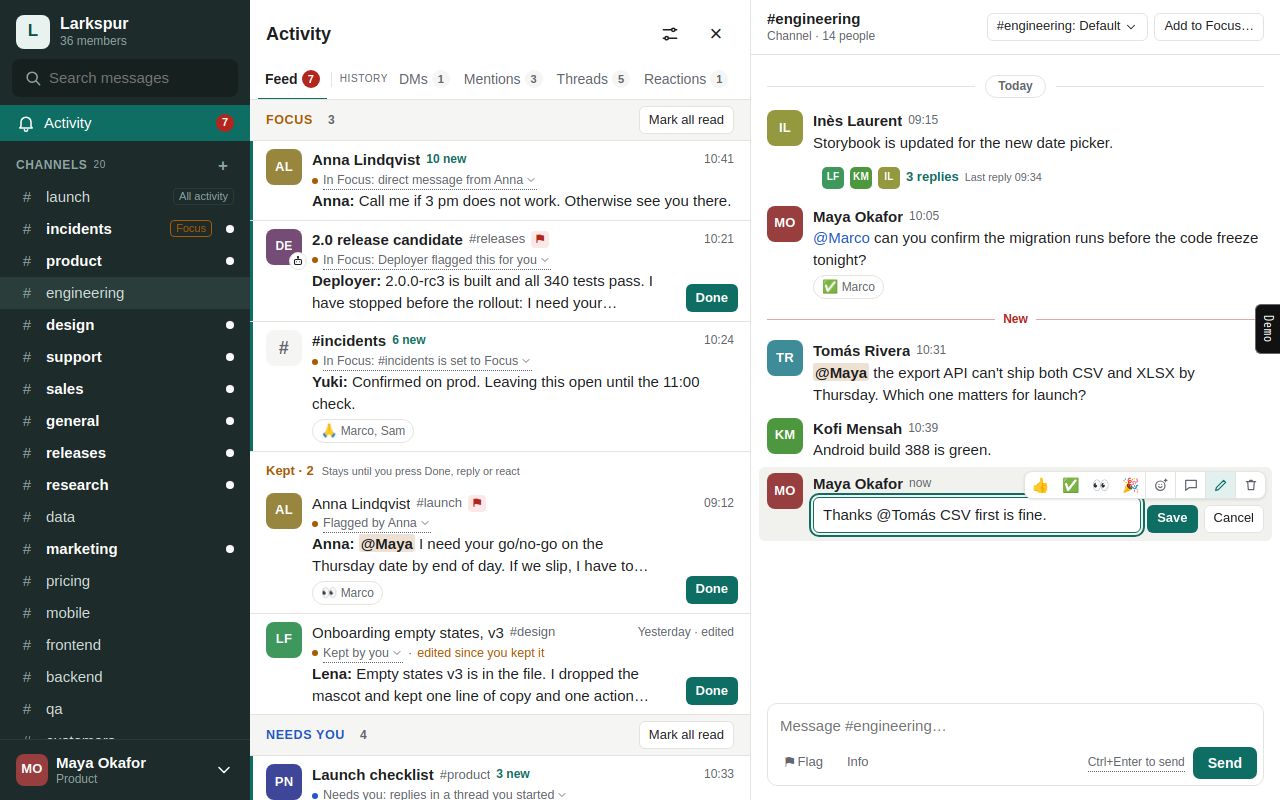 L
Larkspur
36 members
Search messages
Activity
7
CHANNELS 20
+
# launch All activity
# incidents Focus
# product
# engineering
# design
# support
# sales
# general
# releases
# research
# data
# marketing
# pricing
# mobile
# frontend
# backend
# qa
MO
Maya Okafor
Product
Activity
Feed 7 HISTORY DMs 1 Mentions 3 Threads 5 Reactions 1
FOCUS 3 Mark all read
AL
Anna Lindqvist 10 new 10:41
In Focus: direct message from Anna
Anna: Call me if 3 pm does not work. Otherwise see you there.
DE
2.0 release candidate #releases 10:21
In Focus: Deployer flagged this for you
Deployer: 2.0.0-rc3 is built and all 340 tests pass. I
have stopped before the rollout: I need your…
Done
#
#incidents 6 new 10:24
In Focus: #incidents is set to Focus
Yuki: Confirmed on prod. Leaving this open until the 11:00
check.
🙏 Marco, Sam
Kept · 2 Stays until you press Done, reply or react
AL
Anna Lindqvist #launch 09:12
Flagged by Anna
Anna: @Maya I need your go/no-go on the
Thursday date by end of day. If we slip, I have to…
👀 Marco
Done
LF
Onboarding empty states, v3 #design Yesterday · edited
Kept by you · edited since you kept it
Lena: Empty states v3 is in the file. I dropped the
mascot and kept one line of copy and one action…
Done
NEEDS YOU 4 Mark all read
PN
Launch checklist #product 3 new 10:33
Needs you: replies in a thread you started
#engineering
Channel · 14 people
#engineering: Default
Add to Focus…
Today
IL
Inès Laurent 09:15
Storybook is updated for the new date picker.
LF KM IL 3 replies Last reply 09:34
MO
Maya Okafor 10:05
@Marco can you confirm the migration runs before the code freeze
tonight?
✅ Marco
New
Demo
TR
Tomás Rivera 10:31
@Maya the export API can't ship both CSV and XLSX by
Thursday. Which one matters for launch?
KM
Kofi Mensah 10:39
Android build 388 is green.
MO
Maya Okafor now
👍 ✅ 👀 🎉
Thanks @Tomás CSV first is fine.
Save
Cancel
Message #engineering…
Flag
Info
Ctrl+Enter to send
Send